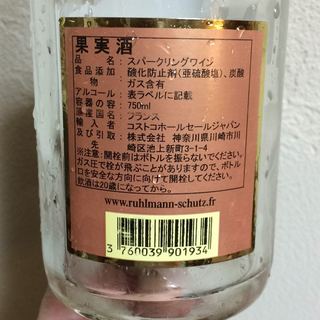 果実酒
品名：スパークリングワイン
食品添加物：酸化防止剤（亜硫酸塩）、炭酸
ガス含有
アルコール：表ラベルに記載
容器の容量：750ml
原産国名：フランス
輸入者：コストコホールセールジャパン
及び引取：株式会社 神奈川県川崎市川
崎区池上新町3-1-4
※注意：開栓前はボトルを振らないでください。
ガス圧で栓が飛ぶことがありますので、ボトル
口を安全な方向に向けて開栓してください。
飲酒は20歳になってから。
www.ruhlmann-schutz.fr
3 760039 901934